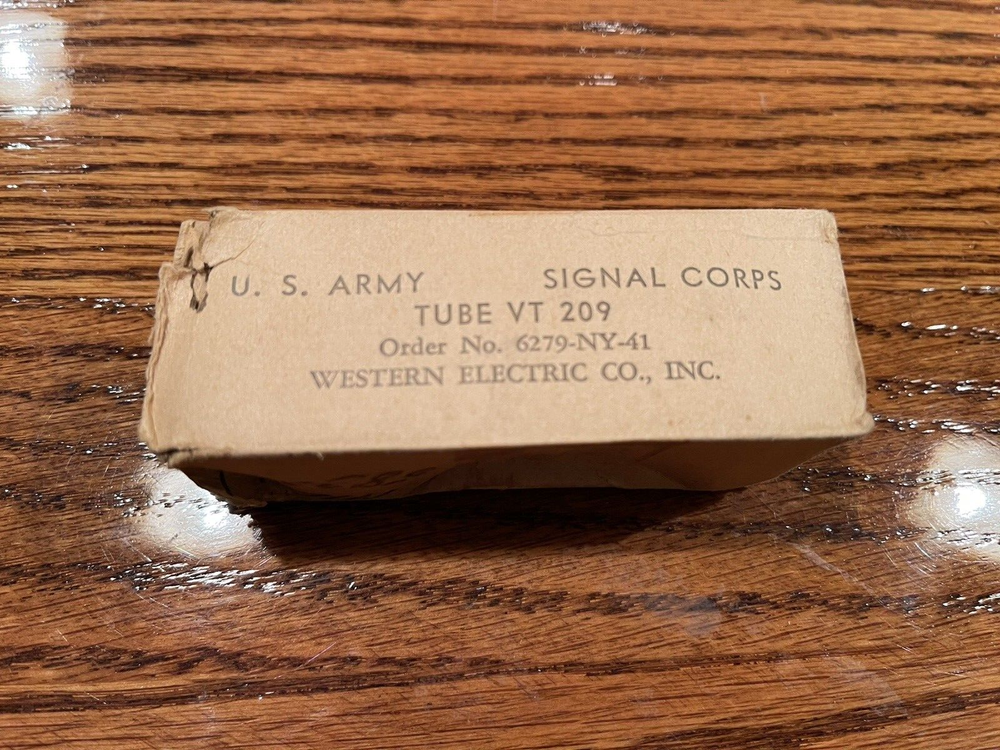 U. S. ARMY SIGNAL CORPS
TUBE VT 209
Order No. 6279-NY-41
WESTERN ELECTRIC CO., INC.